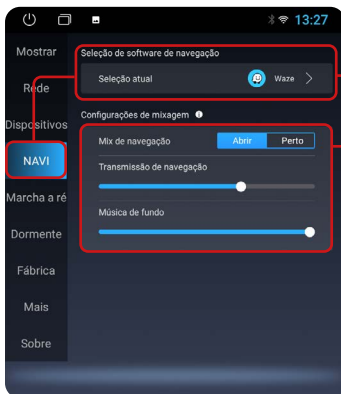 13:27
Mostrar
Rede
Dispositivos
NAVI
Marcha a ré
Dormente
Fábrica
Mais
Sobre
Seleção de software de navegação
Seleção atual
Waze
Configurações de mixagem
Mix de navegação
Abrir
Perto
Transmissão de navegação
Música de fundo